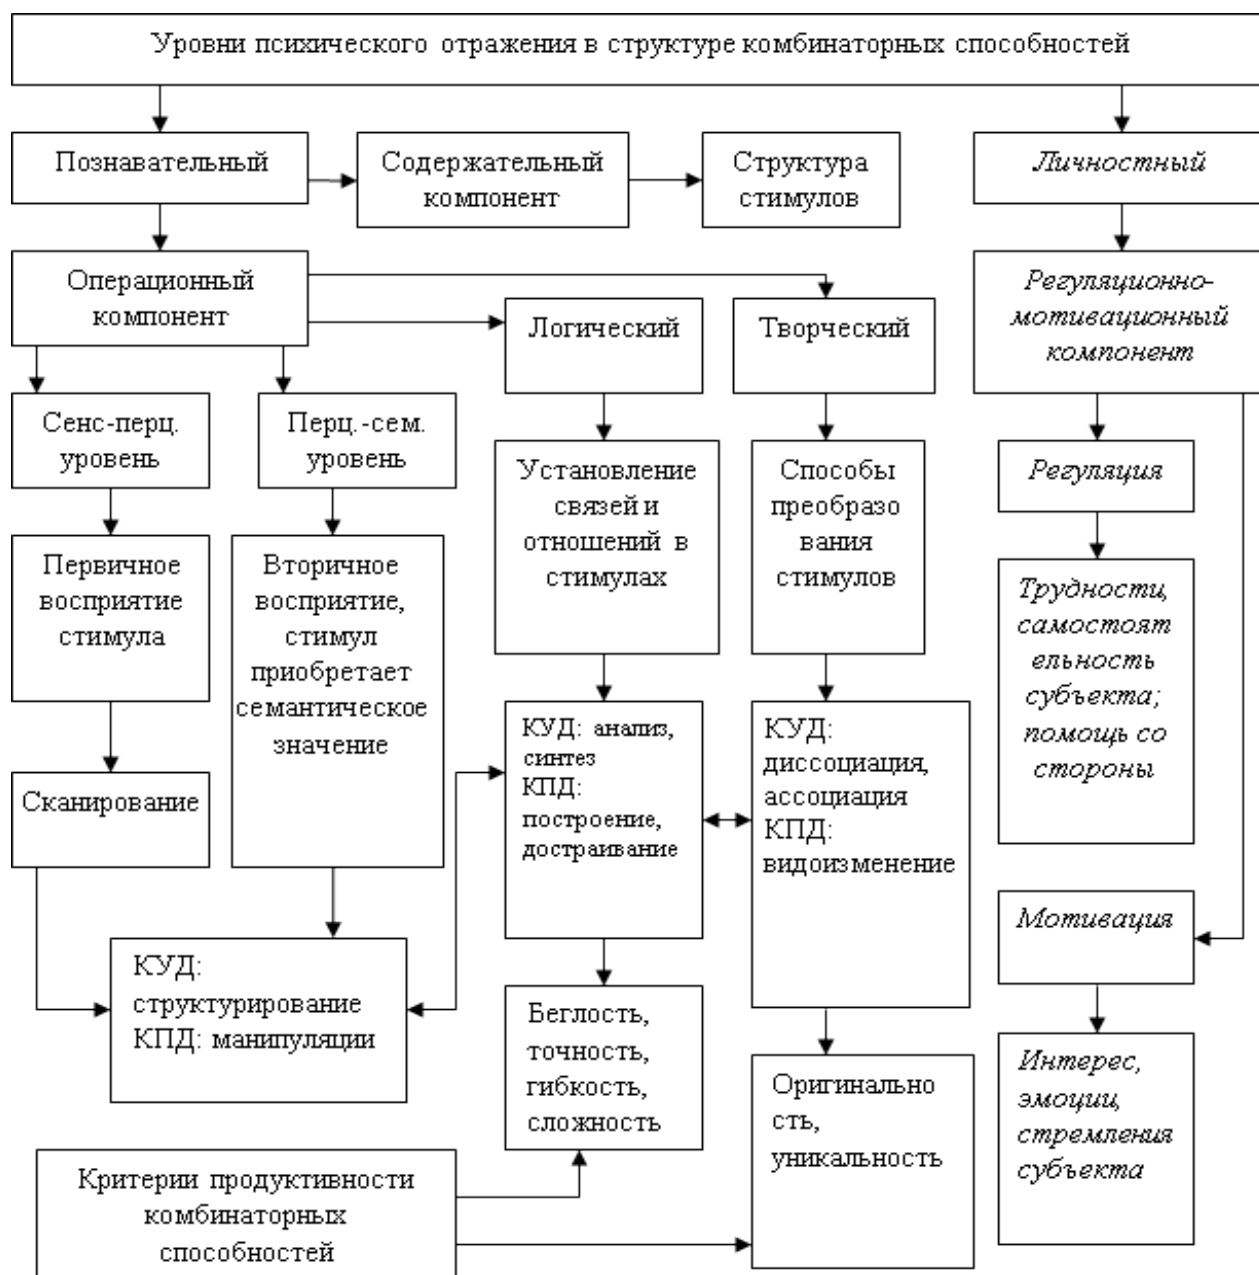 Уровни психического отражения в структуре комбинаторных способностей
Познавательный
Содержательный
компонент
Структура
стимулов
Личностный
Операционный
компонент
Логический
Творческий
Регуляционно-
мотивационный
компонент
Сенс-перц.
уровень
Перц.-сем.
уровень
Установление
связей и
отношений в
стимулах
Способы
преобразо
вания
стимулов
Регуляция
Первичное
восприятие
стимула
Вторичное
восприятие,
стимул
приобретает
семантическое
значение
Трудности,
самостоят
ельность
субъекта;
помощь со
стороны
Сканирование
КУД: анализ,
синтез
КПД:
построение,
достраивание
КУД:
диссоциация,
ассоциация
КПД:
видоизменение
Мотивация
КУД:
структурирование
КПД: манипуляции
Беглость,
точность,
гибкость,
сложность
Оригинально
сть,
уникальность
Интерес,
эмоции,
стремления
субъекта
Критерии продуктивности
комбинаторных
способностей